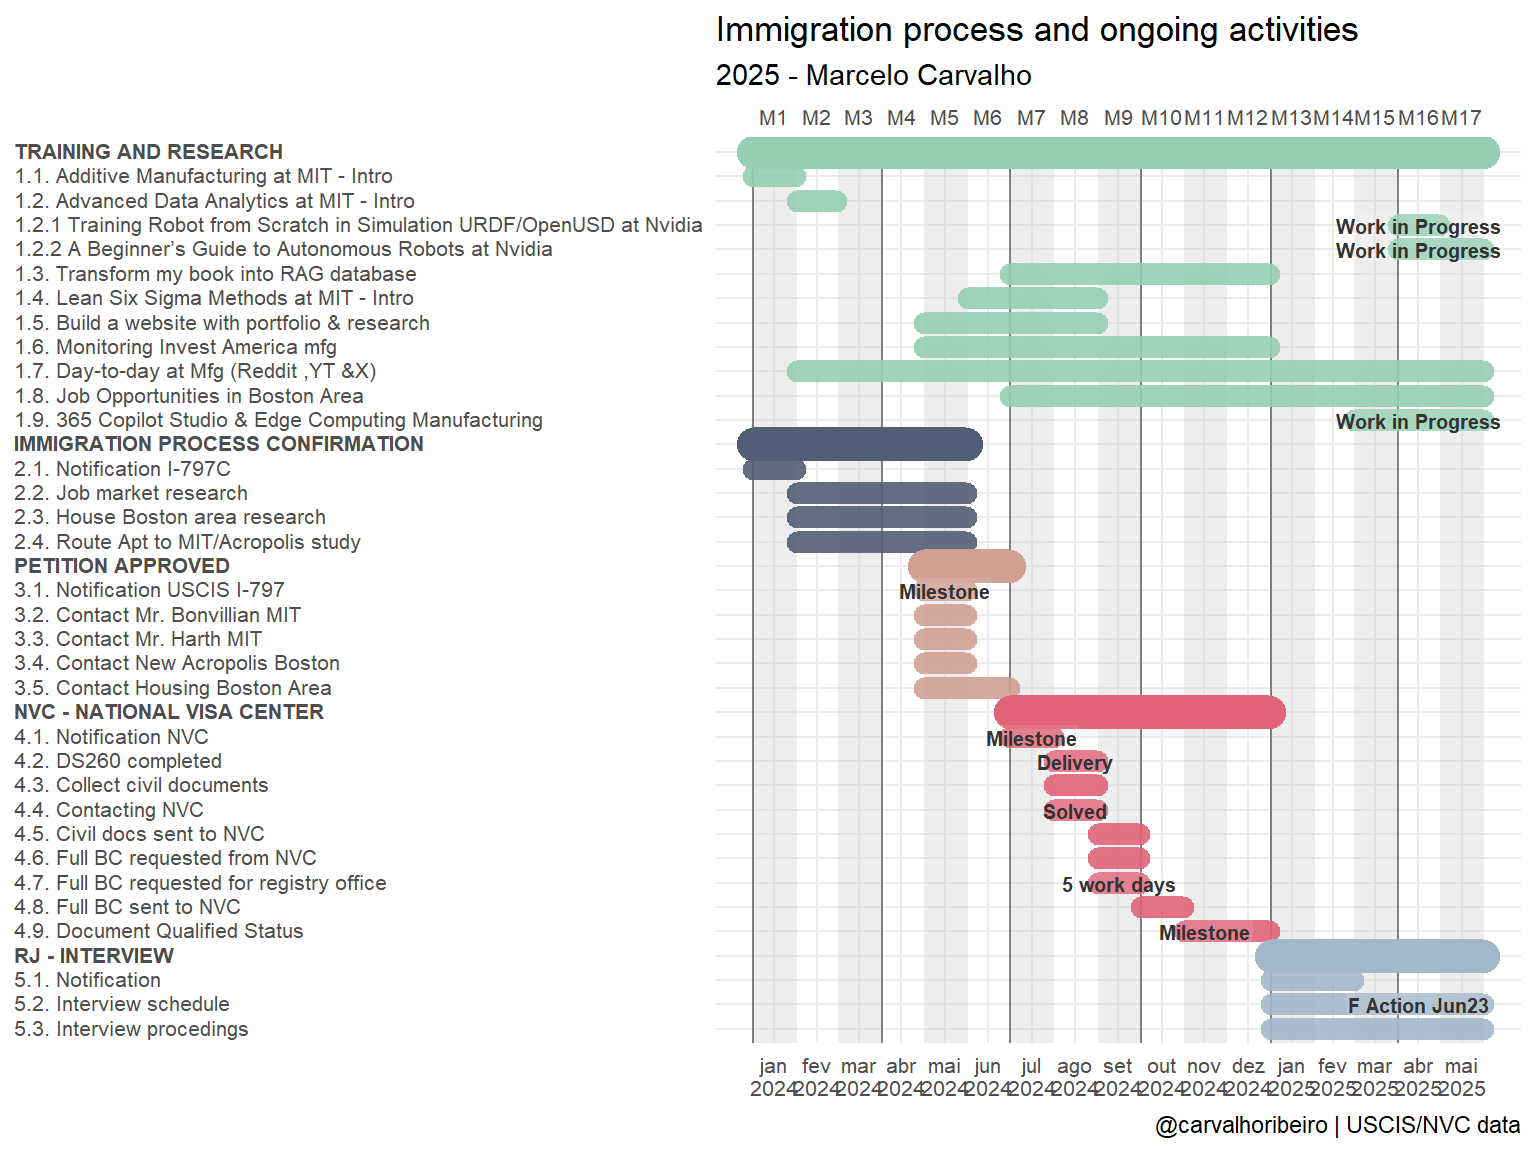 Immigration process and ongoing activities
2025 - Marcelo Carvalho
M1 M2 M3 M4 M5 M6 M7 M8 M9 M10 M11 M12 M13 M14 M15 M16 M17
TRAINING AND RESEARCH
1.1. Additive Manufacturing at MIT - Intro
1.2. Advanced Data Analytics at MIT - Intro
1.2.1 Training Robot from Scratch in Simulation URDF/OpenUSD at Nvidia Work in Progress
1.2.2 A Beginner’s Guide to Autonomous Robots at Nvidia Work in Progress
1.3. Transform my book into RAG database
1.4. Lean Six Sigma Methods at MIT - Intro
1.5. Build a website with portfolio & research
1.6. Monitoring Invest America mfg
1.7. Day-to-day at Mfg (Reddit ,YT &X)
1.8. Job Opportunities in Boston Area
1.9. 365 Copilot Studio & Edge Computing Manufacturing Work in Progress
IMMIGRATION PROCESS CONFIRMATION
2.1. Notification I-797C
2.2. Job market research
2.3. House Boston area research
2.4. Route Apt to MIT/Acropolis study
PETITION APPROVED
3.1. Notification USCIS I-797 Milestone
3.2. Contact Mr. Bonvillian MIT
3.3. Contact Mr. Harth MIT
3.4. Contact New Acropolis Boston
3.5. Contact Housing Boston Area
NVC - NATIONAL VISA CENTER
4.1. Notification NVC Milestone
4.2. DS260 completed Delivery
4.3. Collect civil documents
4.4. Contacting NVC Solved
4.5. Civil docs sent to NVC
4.6. Full BC requested from NVC
4.7. Full BC requested for registry office 5 work days
4.8. Full BC sent to NVC
4.9. Document Qualified Status Milestone
RJ - INTERVIEW
5.1. Notification
5.2. Interview schedule F Action Jun23
5.3. Interview procedings
jan fev mar abr mai jun jul ago set out nov dez jan fev mar abr mai
2024 2024 2024 2024 2024 2024 2024 2024 2024 2024 2024 2024 2025 2025 2025 2025 2025
@carvalhoribeiro | USCIS/NVC data